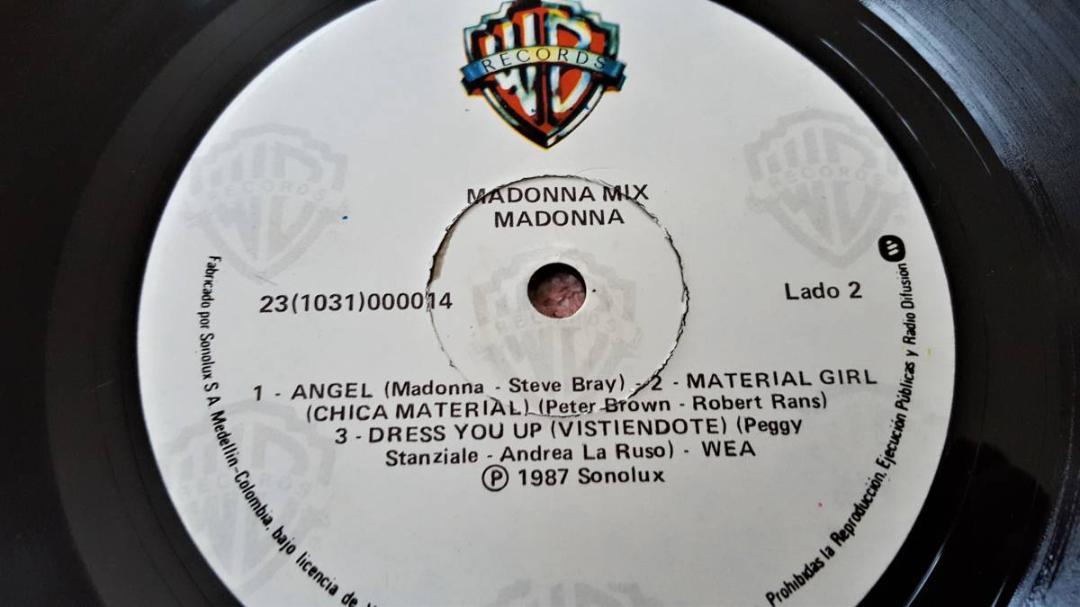 WB
RECORDS
MADONNA MIX
MADONNA
23(1031)000014
Lado 2
1 - ANGEL (Madonna - Steve Bray) - 2 - MATERIAL GIRL
(CHICA MATERIAL) (Peter Brown - Robert Rans)
3 - DRESS YOU UP (VISTIENDOTE) (Peggy
Stanziale - Andrea La Ruso) - WEA
Ⓟ 1987 Sonolux
Fabricado por Sonolux S A Medellin-Colombia, bajo licencia de
Prohibidas la Reproducción, Ejecución Públicas y Radio Difusión